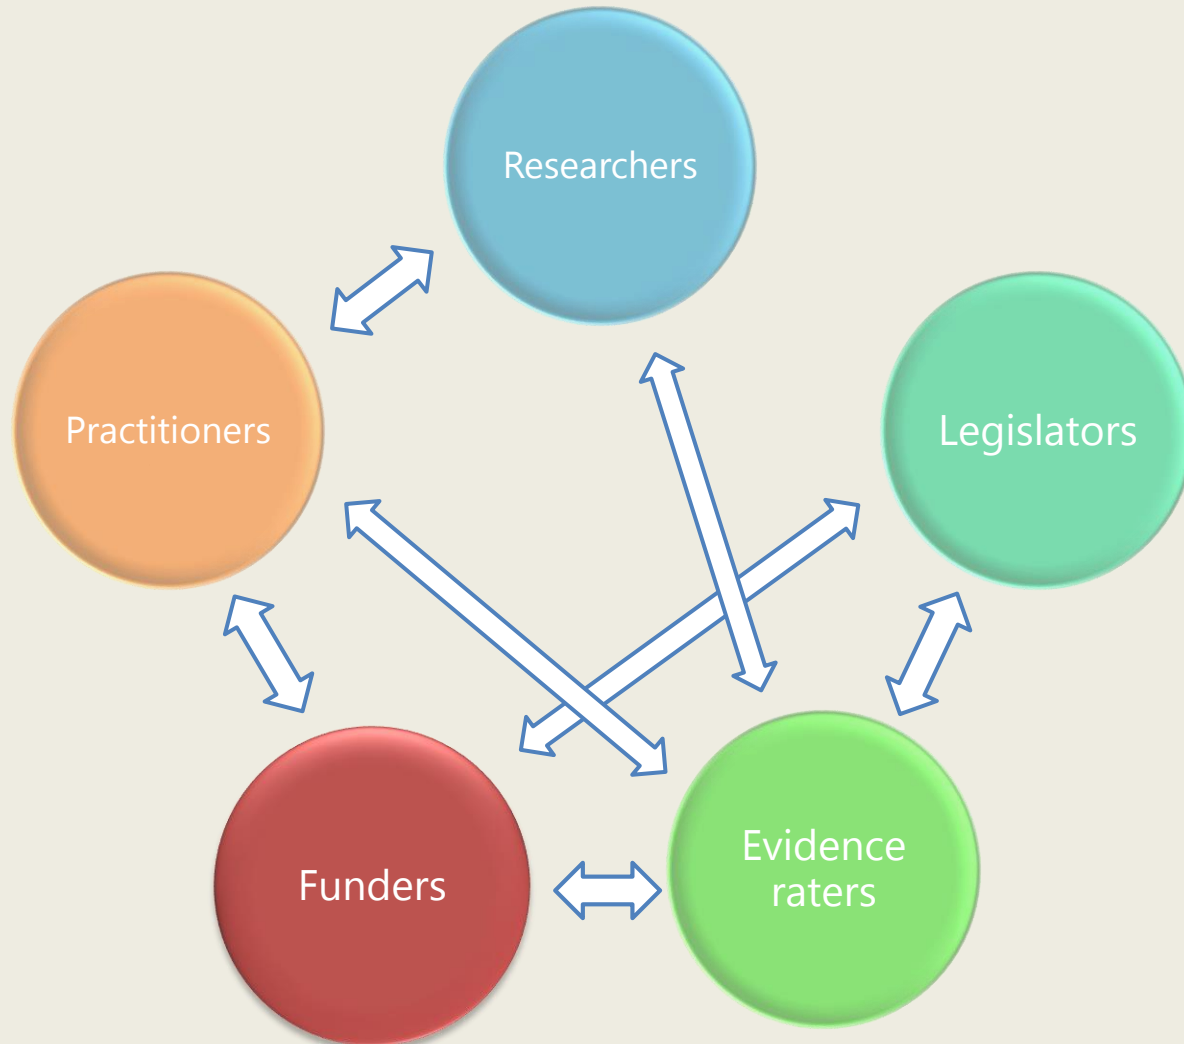 Researchers
Practitioners
Legislators
Funders
Evidence
raters